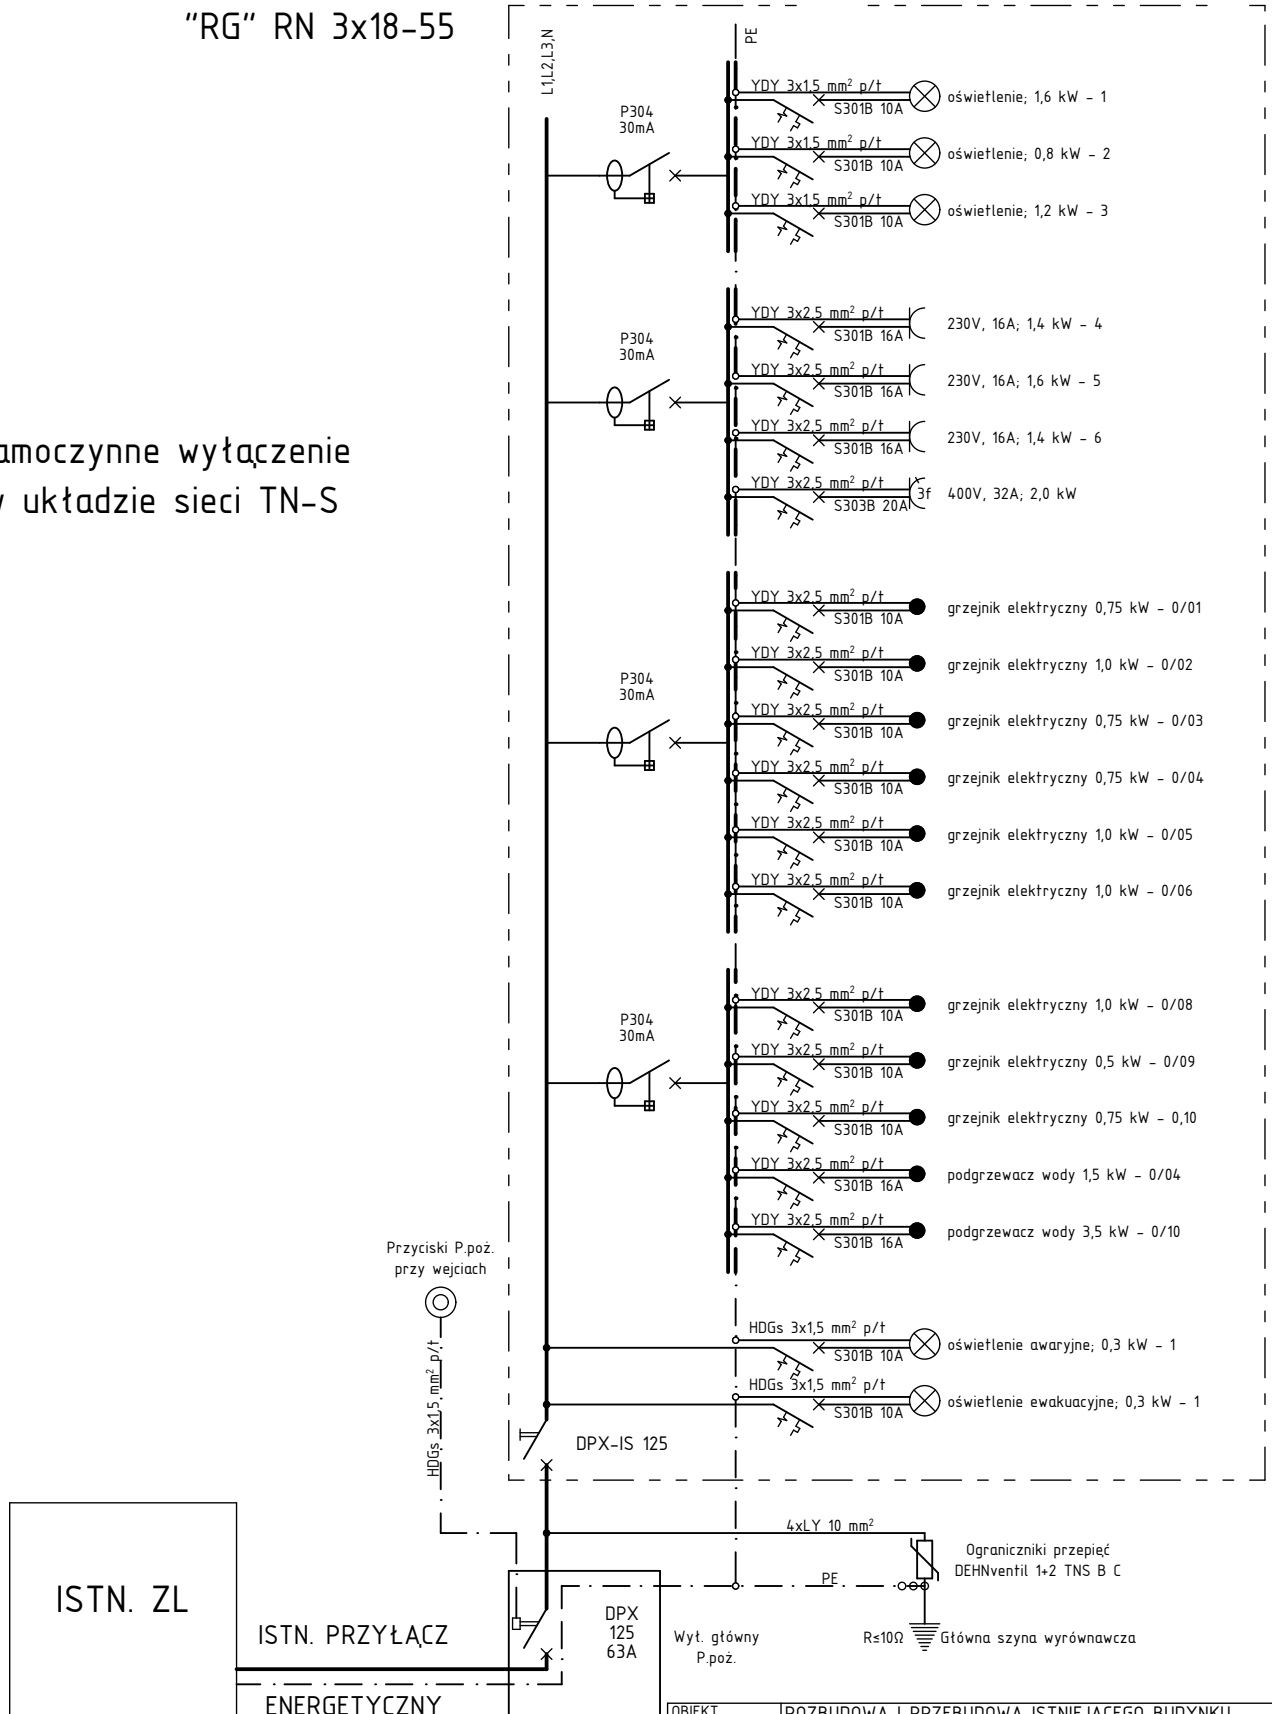 "RG" RN 3x18-55
L1,L2,L3,N
PE
P304
30mA
YDY 3x1,5 mm² p/t
S301B 10A
oświetlenie; 1,6 kW - 1
YDY 3x1,5 mm² p/t
S301B 10A
oświetlenie; 0,8 kW - 2
YDY 3x1,5 mm² p/t
S301B 10A
oświetlenie; 1,2 kW - 3
P304
30mA
YDY 3x2,5 mm² p/t
S301B 16A
230V, 16A; 1,4 kW - 4
YDY 3x2,5 mm² p/t
S301B 16A
230V, 16A; 1,6 kW - 5
YDY 3x2,5 mm² p/t
S301B 16A
230V, 16A; 1,4 kW - 6
YDY 3x2,5 mm² p/t
S303B 20A
3f
400V, 32A; 2,0 kW
amoczynne wyłączenie
układzie sieci TN-S
P304
30mA
YDY 3x2,5 mm² p/t
S301B 10A
grzejnik elektryczny 0,75 kW - 0/01
YDY 3x2,5 mm² p/t
S301B 10A
grzejnik elektryczny 1,0 kW - 0/02
YDY 3x2,5 mm² p/t
S301B 10A
grzejnik elektryczny 0,75 kW - 0/03
YDY 3x2,5 mm² p/t
S301B 10A
grzejnik elektryczny 0,75 kW - 0/04
YDY 3x2,5 mm² p/t
S301B 10A
grzejnik elektryczny 1,0 kW - 0/05
YDY 3x2,5 mm² p/t
S301B 10A
grzejnik elektryczny 1,0 kW - 0/06
P304
30mA
YDY 3x2,5 mm² p/t
S301B 10A
grzejnik elektryczny 1,0 kW - 0/08
YDY 3x2,5 mm² p/t
S301B 10A
grzejnik elektryczny 0,5 kW - 0/09
YDY 3x2,5 mm² p/t
S301B 10A
grzejnik elektryczny 0,75 kW - 0,10
YDY 3x2,5 mm² p/t
S301B 16A
podgrzewacz wody 1,5 kW - 0/04
YDY 3x2,5 mm² p/t
S301B 16A
podgrzewacz wody 3,5 kW - 0/10
Przyciski P.poż.
przy wejciach
HDGs 3x1,5 mm² p/t
HDGs 3x1,5 mm² p/t
S301B 10A
oświetlenie awaryjne; 0,3 kW - 1
HDGs 3x1,5 mm² p/t
S301B 10A
oświetlenie ewakuacyjne; 0,3 kW - 1
DPX-IS 125
4xLY 10 mm²
Ograniczniki przepięć
DEHNventil 1+2 TNS B C
PE
ISTN. ZL
ISTN. PRZYŁĄCZ
ENERGETYCZNY
DPX
125
63A
Wył. główny
P.poż.
R≤10Ω
Główna szyna wyrównawcza
OBIEKT
ROZBUDOWA I PRZEBUDOWA ISTNIEJĄCEGO BUDYNKU